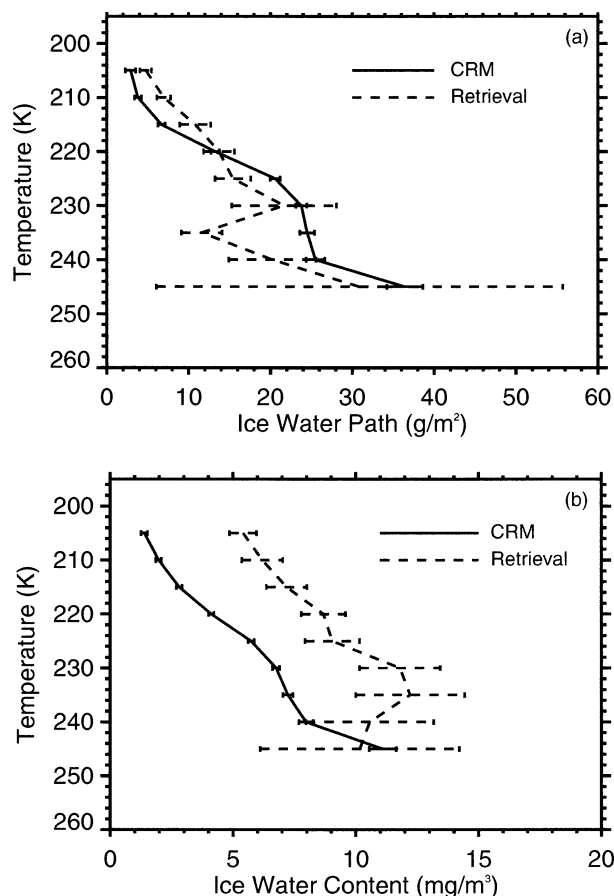 (a)
CRM
Retrieval
Temperature (K)
200
210
220
230
240
250
260
0 10 20 30 40 50 60
Ice Water Path (g/m²)
(b)
CRM
Retrieval
Temperature (K)
200
210
220
230
240
250
260
0 5 10 15 20
Ice Water Content (mg/m³)